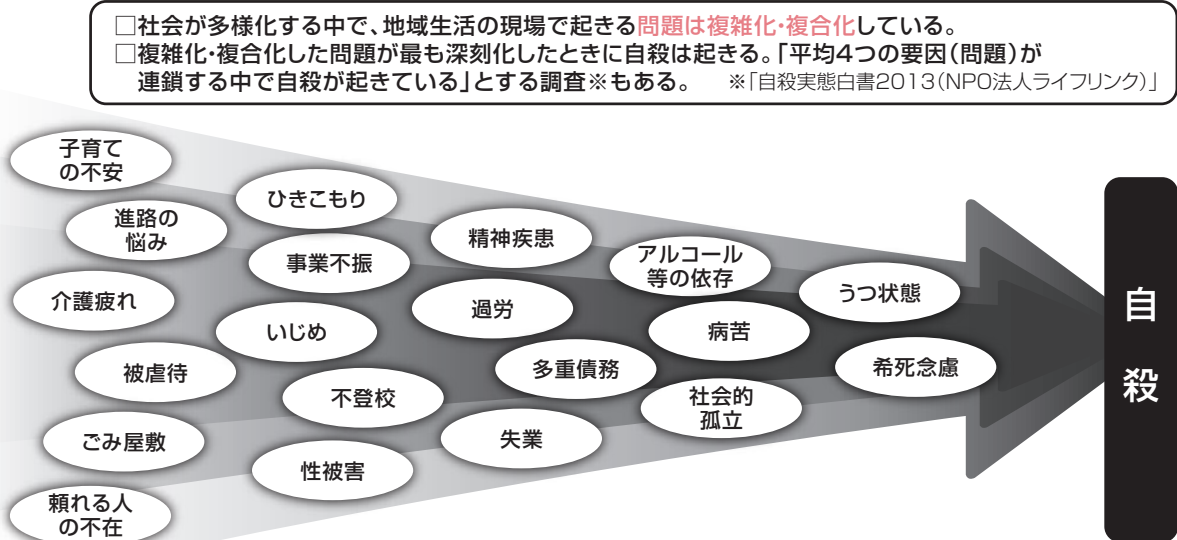 □社会が多様化する中で、地域生活の現場で起きる問題は複雑化・複合化している。
□複雑化・複合化した問題が最も深刻化したときに自殺は起きる。「平均4つの要因(問題)が
連鎖する中で自殺が起きている」とする調査※もある。 ※「自殺実態白書2013(NPO法人ライフリンク)」
子育て
の不安
進路の
悩み
介護疲れ
被虐待
ごみ屋敷
頼れる人
の不在
ひきこもり
事業不振
いじめ
不登校
性被害
精神疾患
過労
多重債務
失業
アルコール
等の依存
病苦
社会的
孤立
うつ状態
希死念慮
自
殺